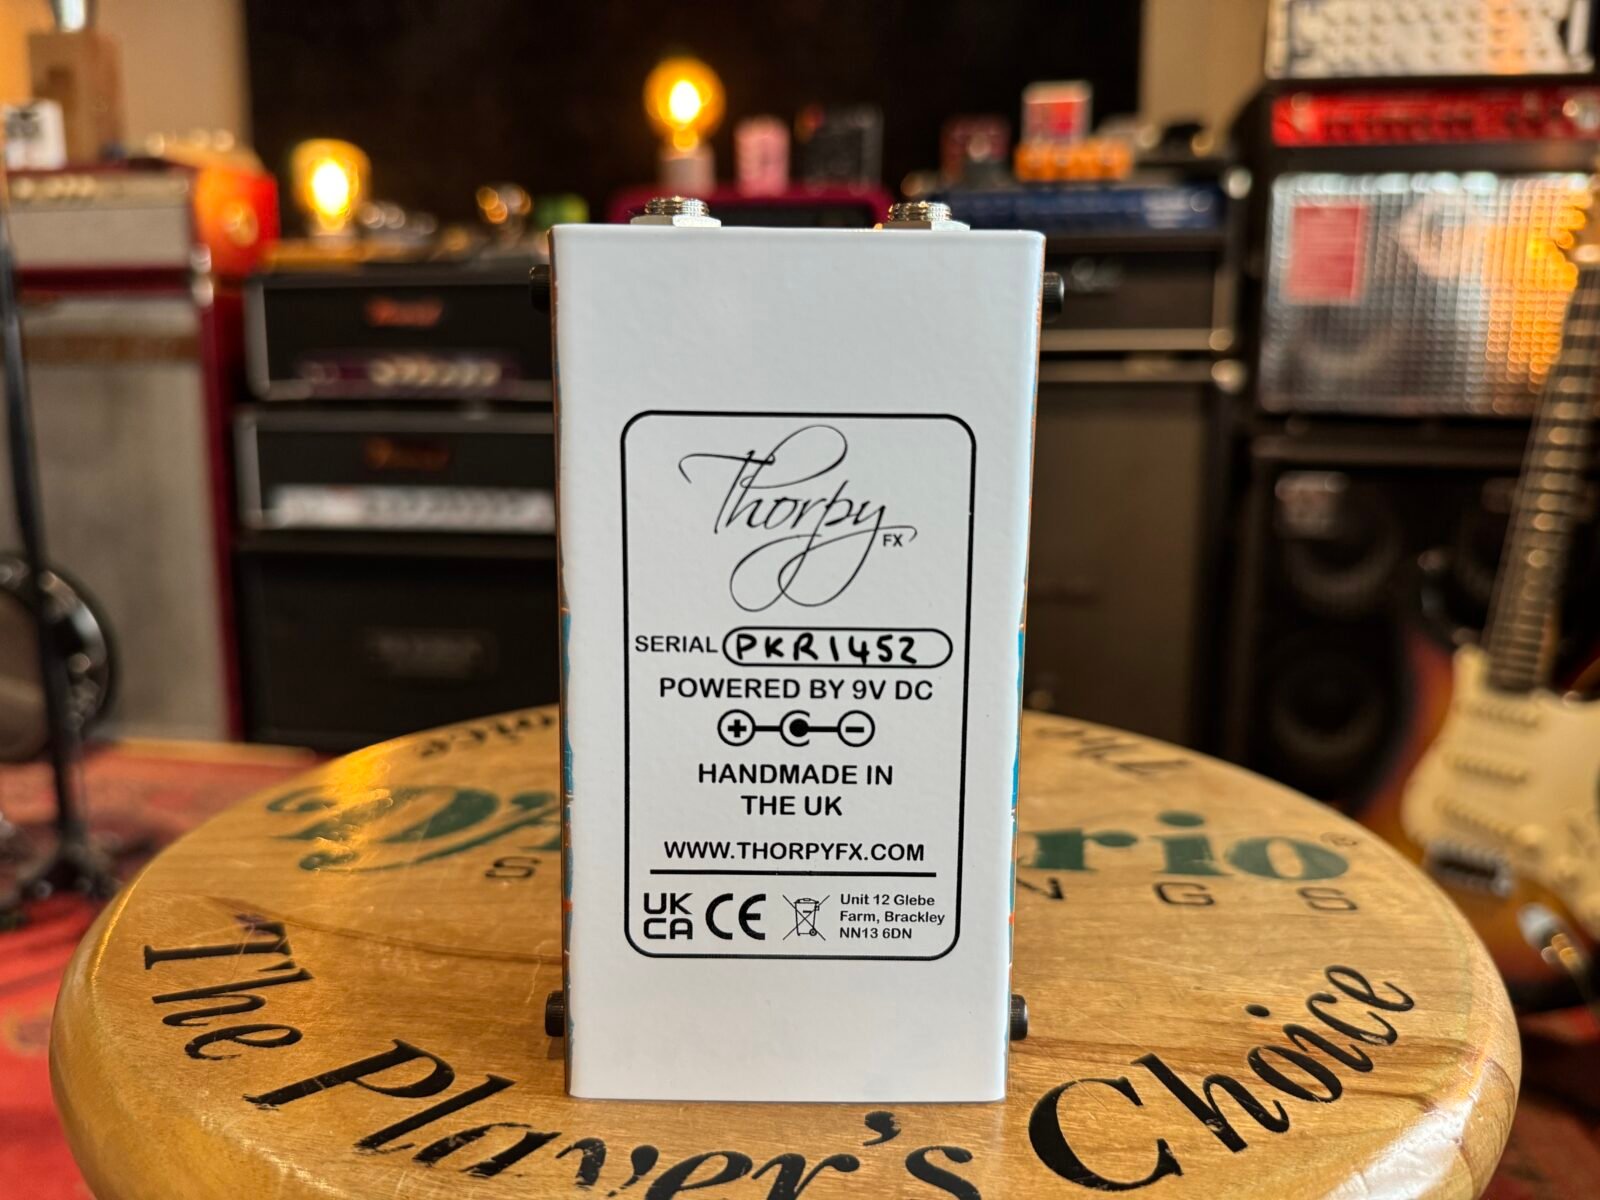 Thorpy
FX
SERIAL PKR1452
POWERED BY 9V DC
HANDMADE IN
THE UK
WWW.THORPYFX.COM
UK
CA CE
Unit 12 Glebe
Farm, Brackley
NN13 6DN
The Player's Choice